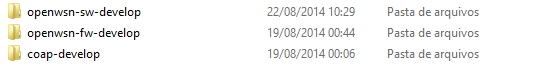 openwsn-sw-develop 22/08/2014 10:29 Pasta de arquivos
openwsn-fw-develop 19/08/2014 00:44 Pasta de arquivos
coap-develop 19/08/2014 00:06 Pasta de arquivos